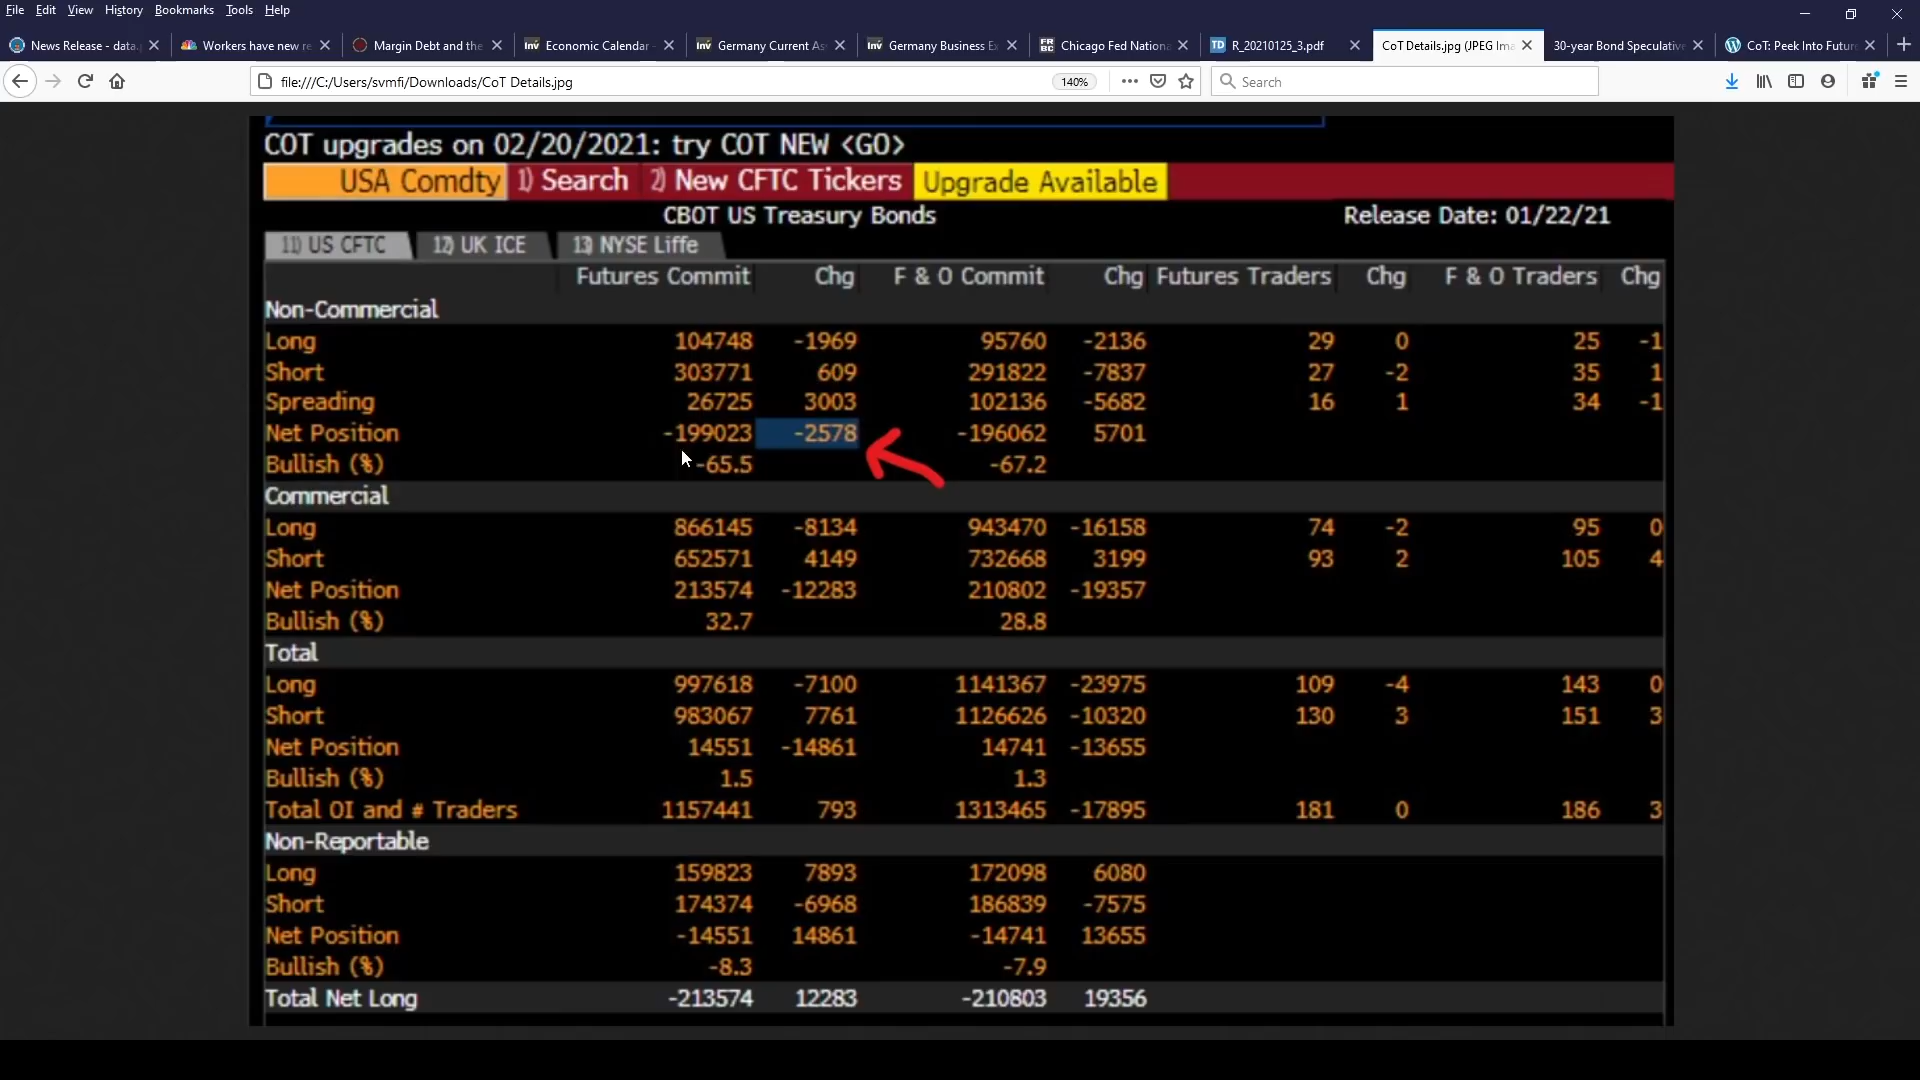 File Edit View History Bookmarks Tools Help
News Release - data. Workers have new re Margin Debt and the Economic Calendar - Germany Current As Germany Business Ex Chicago Fed Nationa R_20210125_3.pdf CoT Details.jpg (JPEG Ima 30-year Bond Speculative CoT: Peek Into Futur
file:///C:/Users/svmfi/Downloads/CoT Details.jpg 140% Search
COT upgrades on 02/20/2021: try COT NEW <GO>
USA Comdty 1) Search 2) New CFTC Tickers Upgrade Available
CBOT US Treasury Bonds Release Date: 01/22/21
11) US CFTC 12) UK ICE 13) NYSE Liffe
Futures Commit Chg F & O Commit Chg Futures Traders Chg F & O Traders Chg
Non-Commercial
Long 104748 -1969 95760 -2136 29 0 25 -1
Short 303771 609 291822 -7837 27 -2 35 1
Spreading 26725 3003 102136 -5682 16 1 34 -1
Net Position -199023 -2578 -196062 5701
Bullish (%) -65.5 -67.2
Commercial
Long 866145 -8134 943470 -16158 74 -2 95 0
Short 652571 4149 732668 3199 93 2 105 4
Net Position 213574 -12283 210802 -19357
Bullish (%) 32.7 28.8
Total
Long 997618 -7100 1141367 -23975 109 -4 143 0
Short 983067 7761 1126626 -10320 130 3 151 3
Net Position 14551 -14861 14741 -13655
Bullish (%) 1.5 1.3
Total OI and # Traders 1157441 793 1313465 -17895 181 0 186 3
Non-Reportable
Long 159823 7893 172098 6080
Short 174374 -6968 186839 -7575
Net Position -14551 14861 -14741 13655
Bullish (%) -8.3 -7.9
Total Net Long -213574 12283 -210803 19356